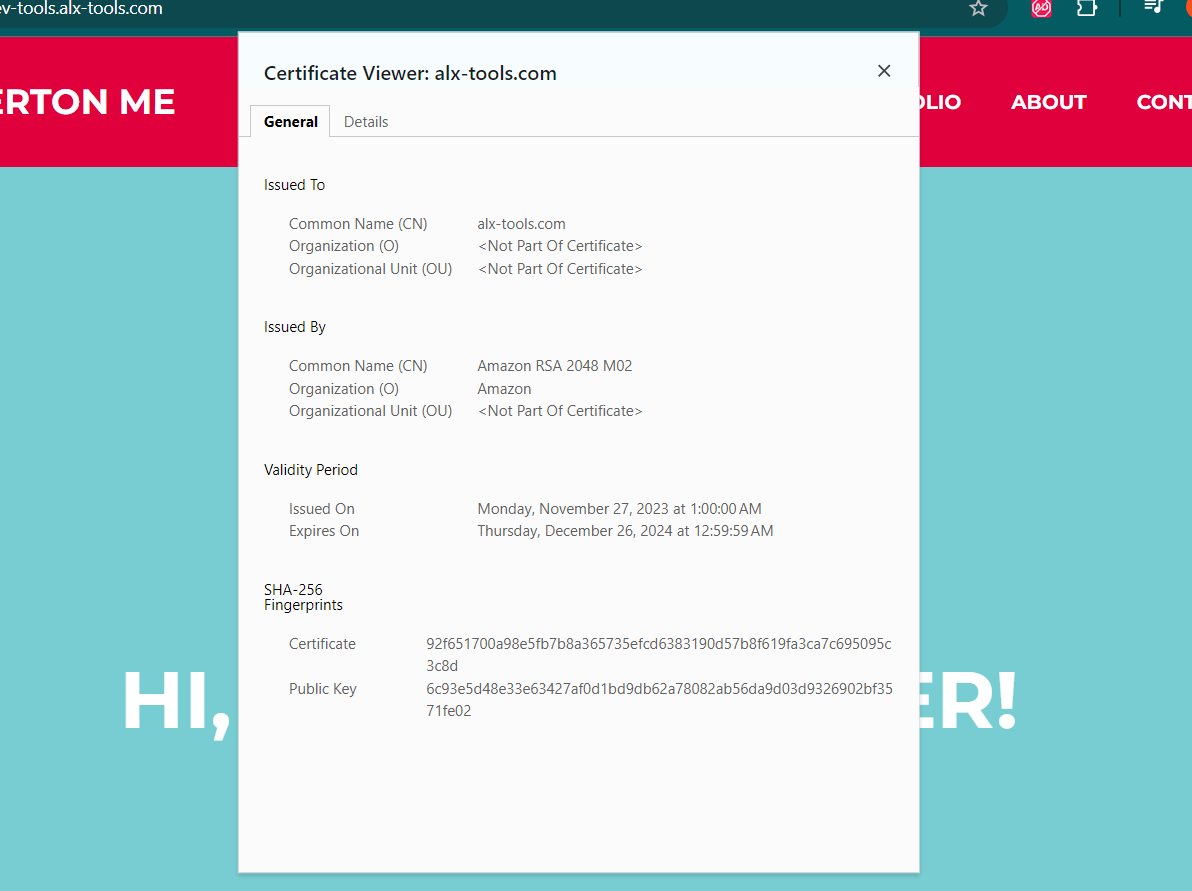 ev-tools.alx-tools.com
Certificate Viewer: alx-tools.com
ERTON ME
OLIO ABOUT CONT
General Details
Issued To
Common Name (CN) alx-tools.com
Organization (O) <Not Part Of Certificate>
Organizational Unit (OU) <Not Part Of Certificate>
Issued By
Common Name (CN) Amazon RSA 2048 M02
Organization (O) Amazon
Organizational Unit (OU) <Not Part Of Certificate>
Validity Period
Issued On Monday, November 27, 2023 at 1:00:00 AM
Expires On Thursday, December 26, 2024 at 12:59:59 AM
SHA-256
Fingerprints
Certificate 92f651700a98e5fb7b8a365735efcd6383190d57b8f619fa3ca7c695095c
3c8d
Public Key 6c93e5d48e33e63427af0d1bd9db62a78082ab56da9d03d9326902bf35
71fe02
HI, ER!